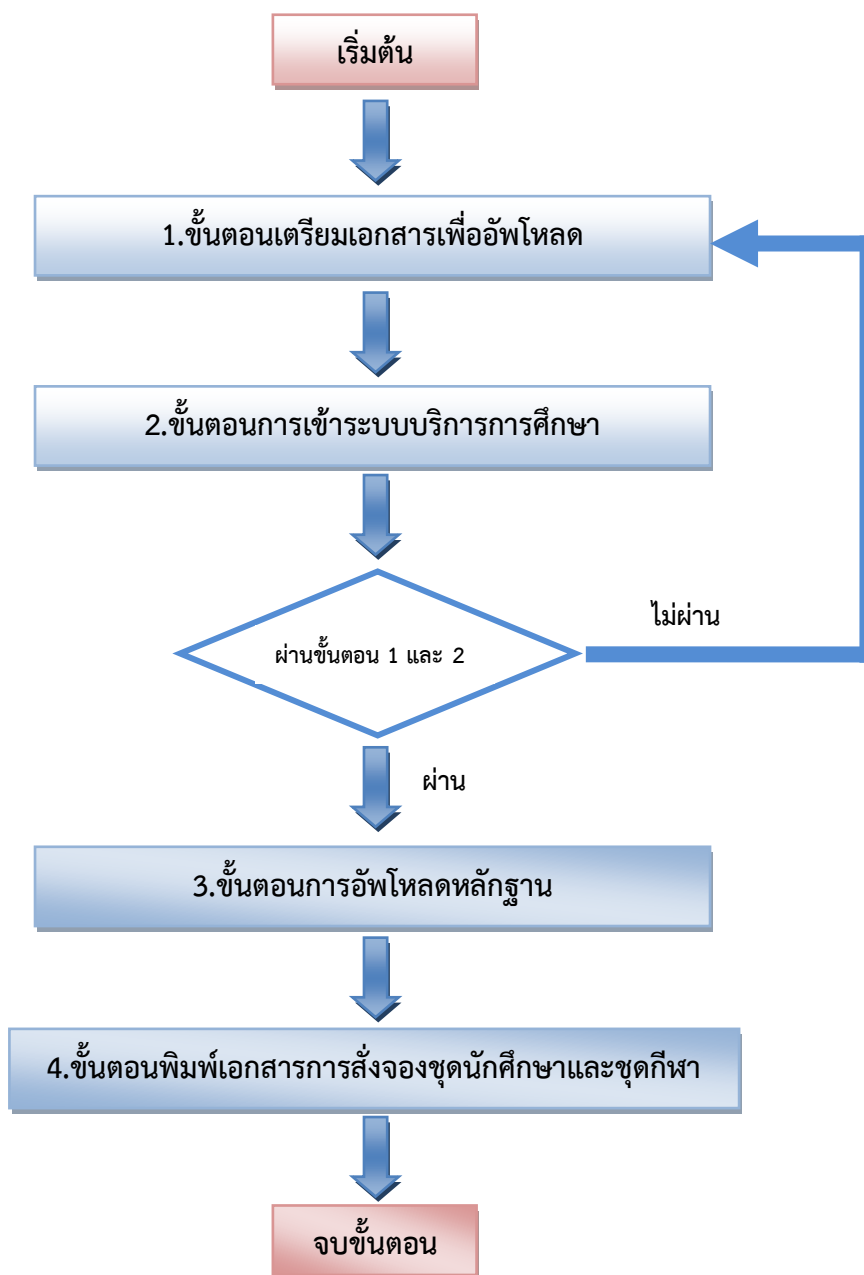 เริ่มต้น
1.ขั้นตอนเตรียมเอกสารเพื่ออัพโหลด
2.ขั้นตอนการเข้าระบบบริการการศึกษา
ไม่ผ่าน
ผ่านขั้นตอน 1 และ 2
ผ่าน
3.ขั้นตอนการอัพโหลดหลักฐาน
4.ขั้นตอนพิมพ์เอกสารการสั่งจองชุดนักศึกษาและชุดกีฬา
จบขั้นตอน